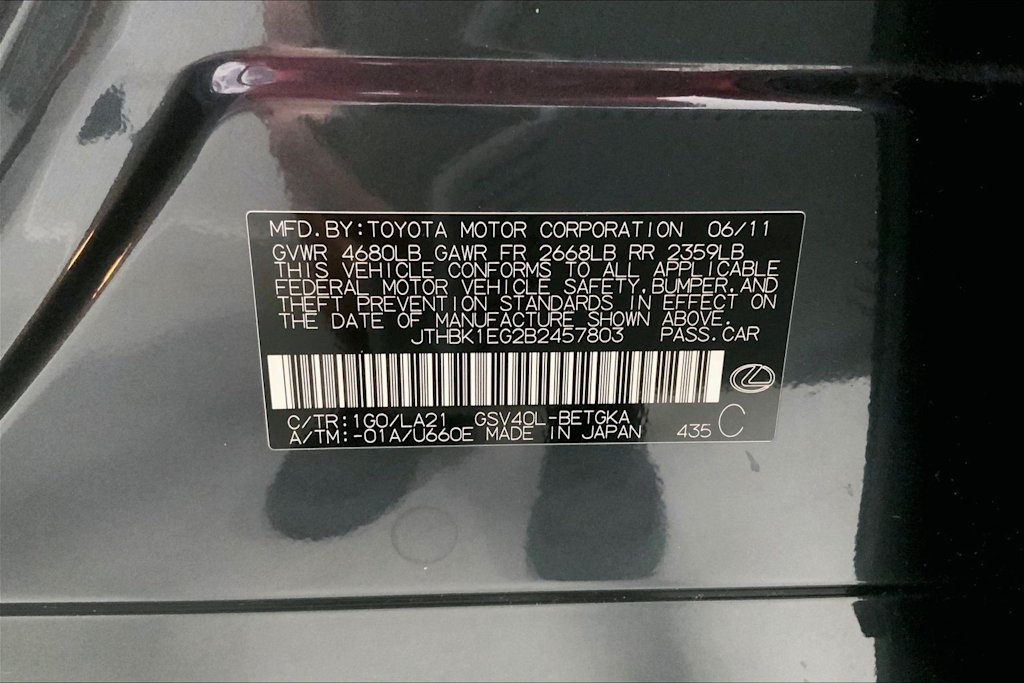 MFD.BY:TOYOTA MOTOR CORPORATION 06/11
GVWR 4680LB GAWR FR 2668LB RR 2359LB
THIS VEHICLE CONFORMS TO ALL APPLICABLE
FEDERAL MOTOR VEHICLE SAFETY,BUMPER,AND
THEFT PREVENTION STANDARDS IN EFFECT ON
THE DATE OF MANUFACTURE SHOWN ABOVE.
JTHBK1EG2B2457803 PASS.CAR
C/TR:1G0/LA21 GSV40L-BETGKA
A/TM:-01A/U660E MADE IN JAPAN 435 C